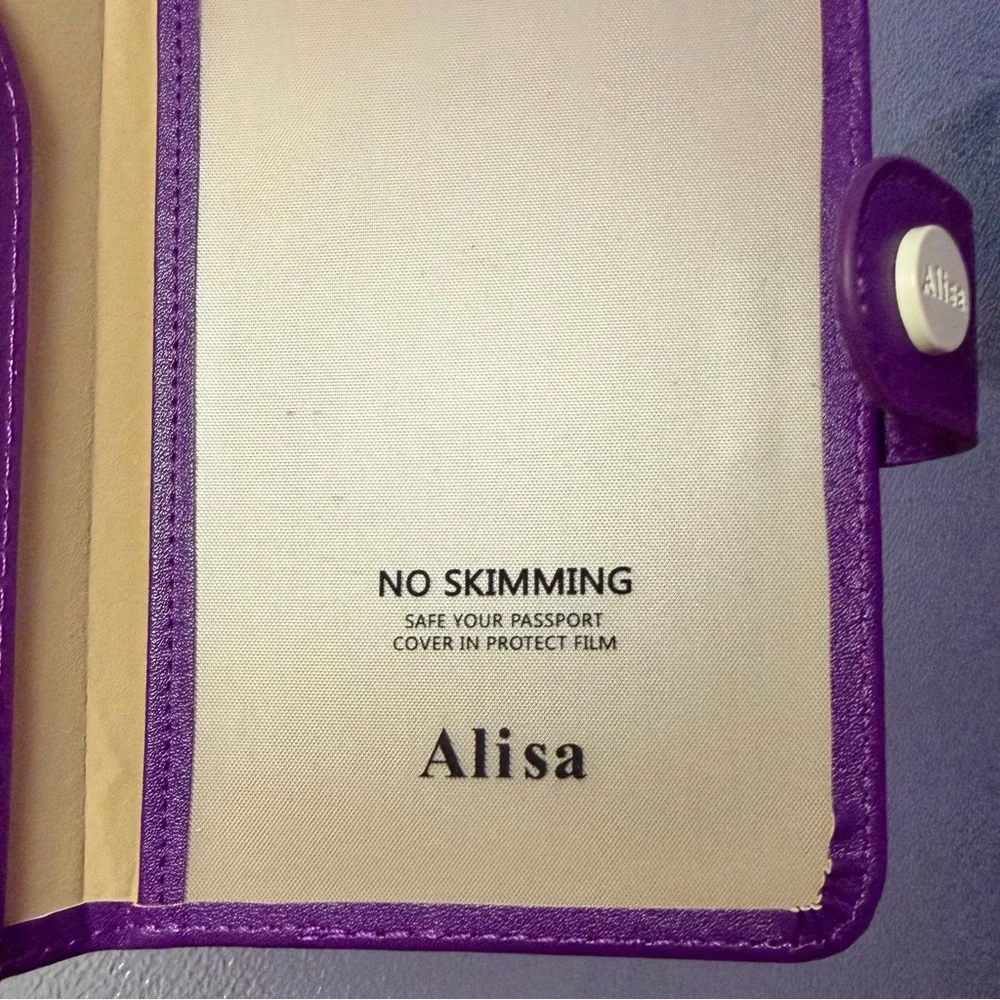 Alisa
NO SKIMMING
SAFE YOUR PASSPORT
COVER IN PROTECT FILM
Alisa